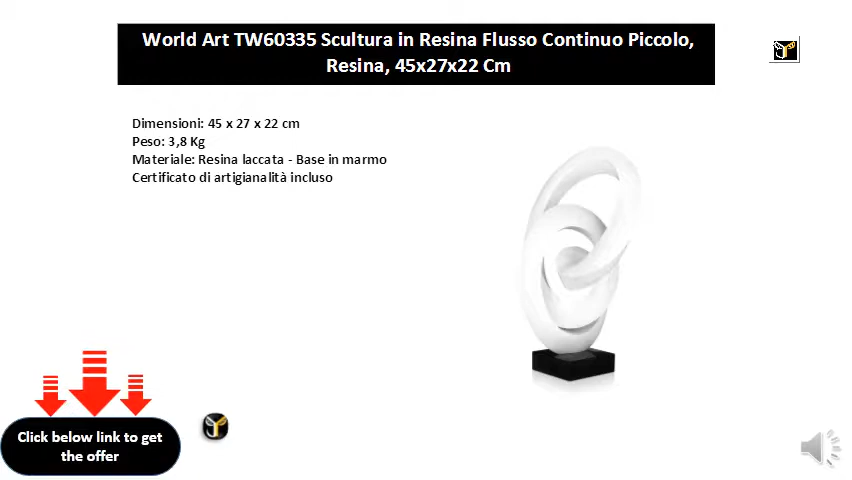 World Art TW60335 Scultura in Resina Flusso Continuo Piccolo,
Resina, 45x27x22 Cm
Dimensioni: 45 x 27 x 22 cm
Peso: 3,8 Kg
Materiale: Resina laccata - Base in marmo
Certificato di artigianalità incluso
Click below link to get
the offer